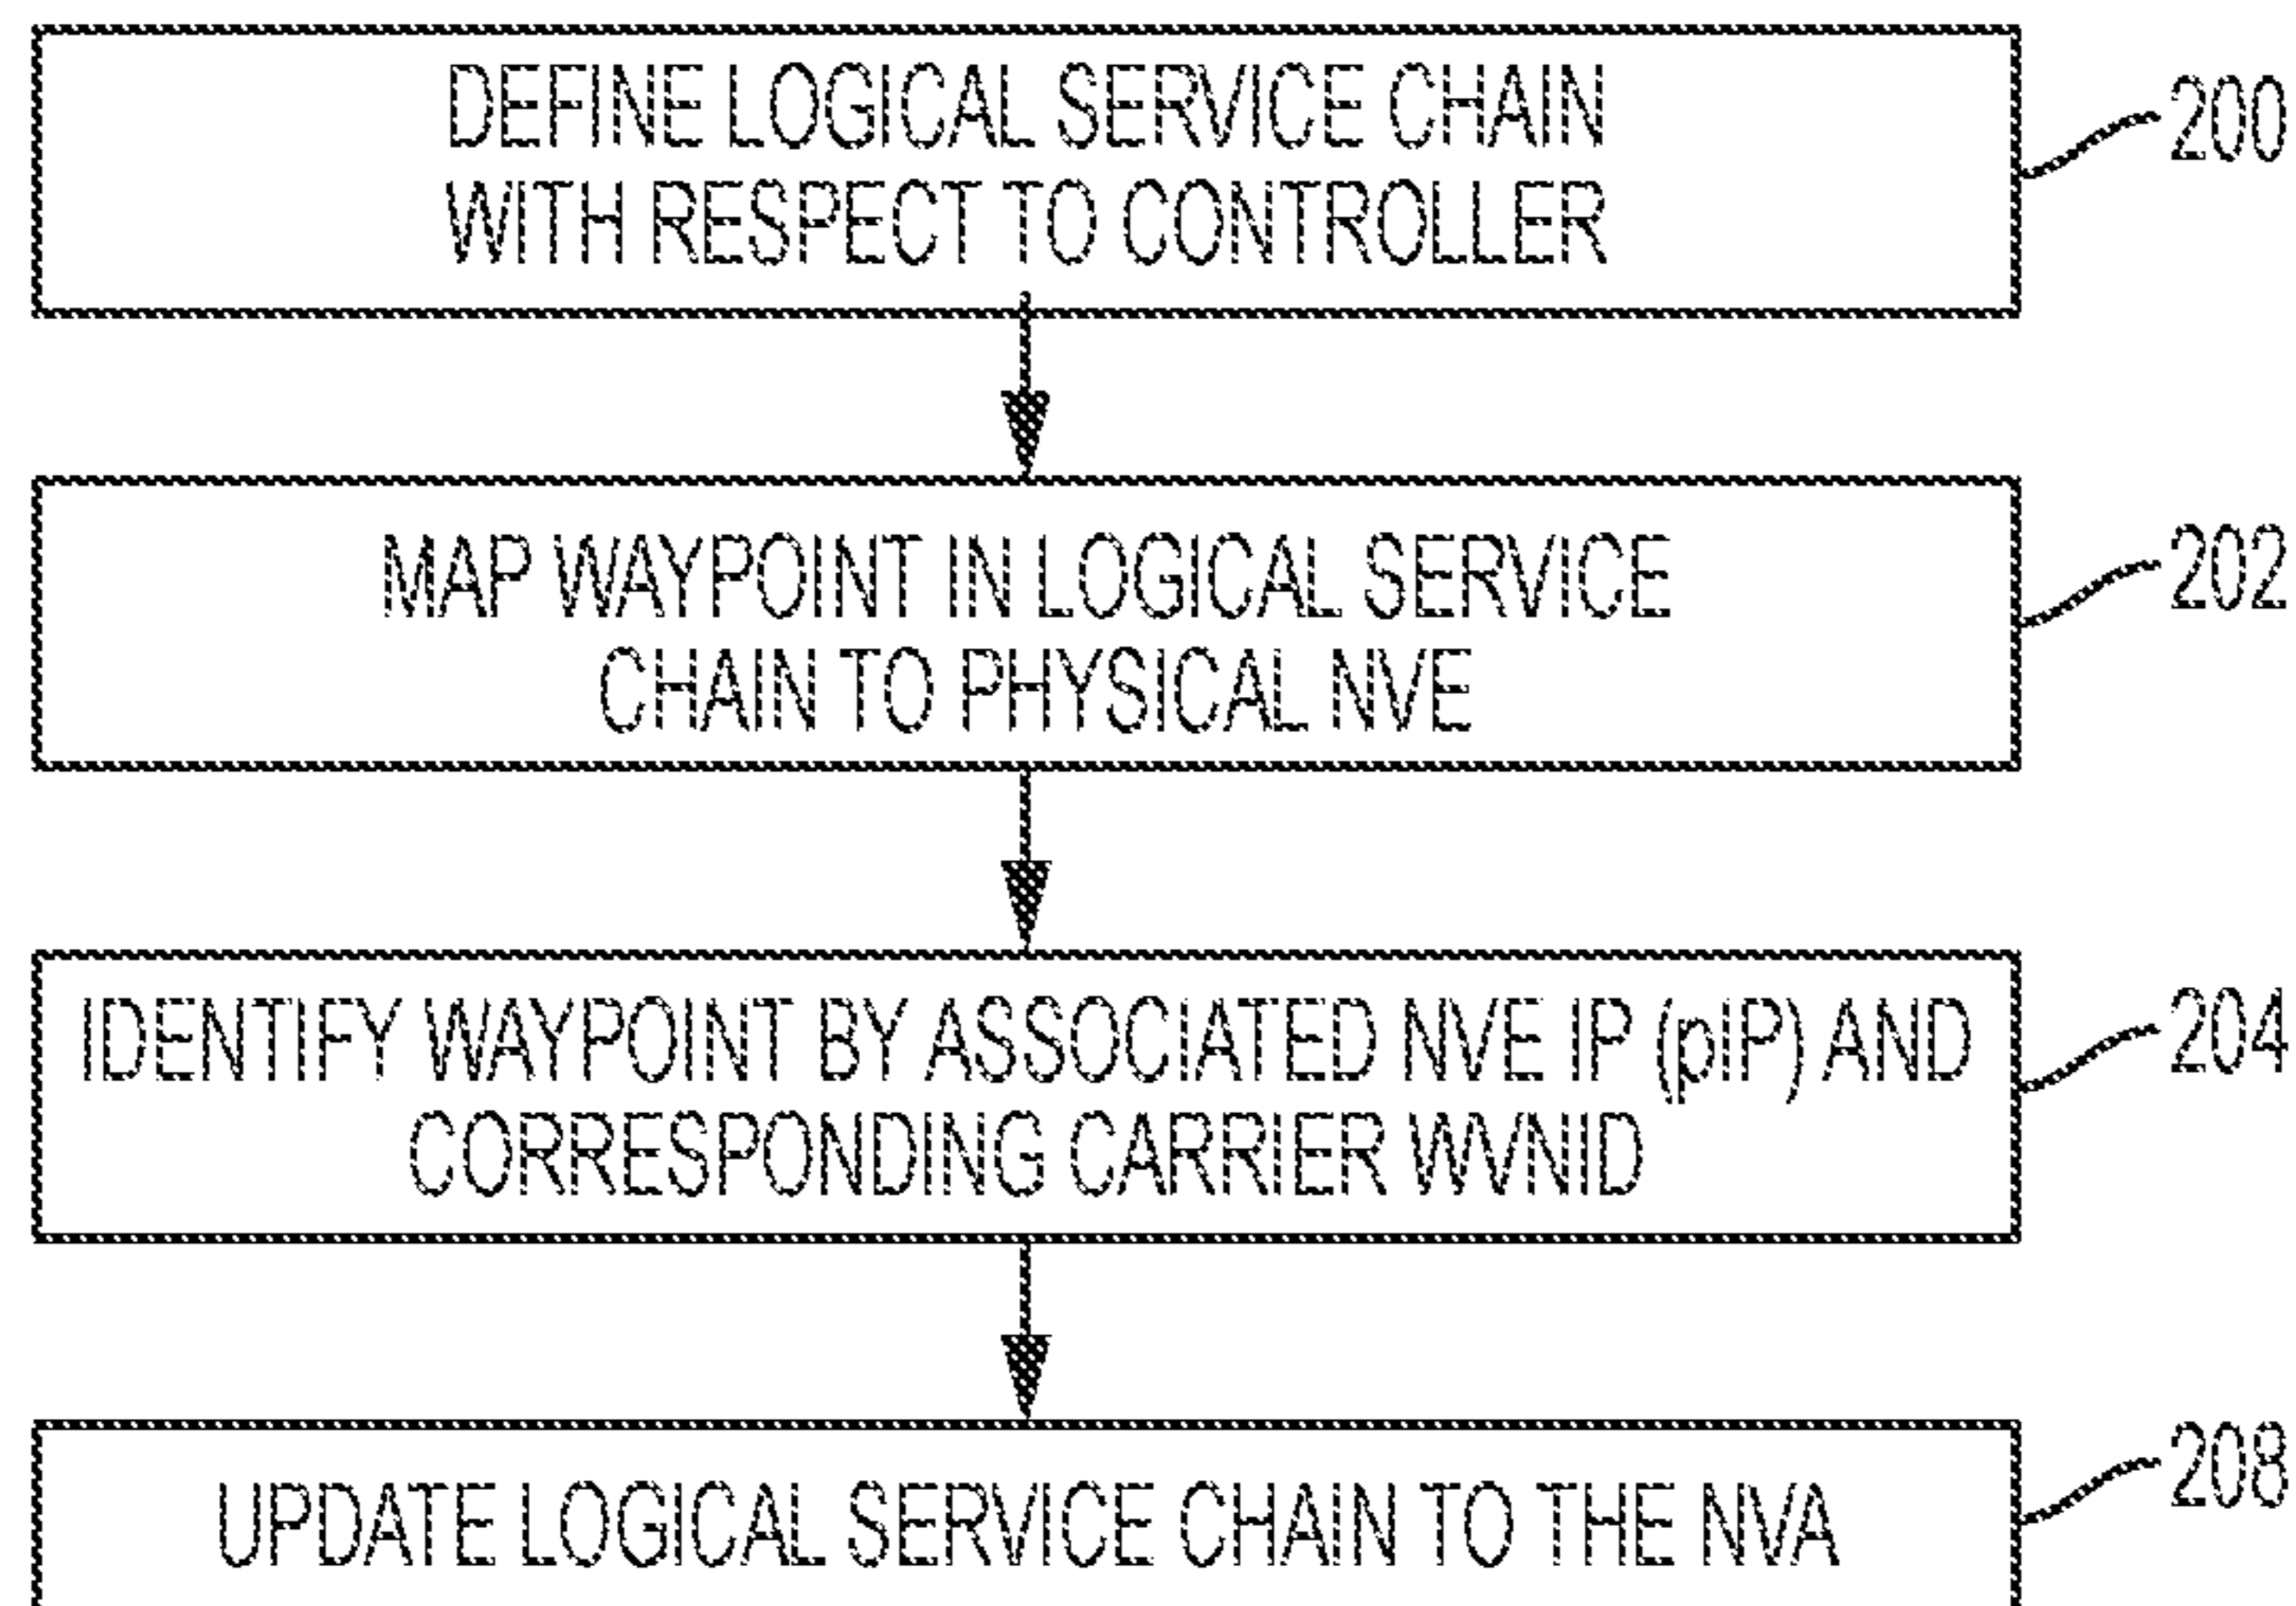 DEFINE LOGICAL SERVICE CHAIN
WITH RESPECT TO CONTROLLER
200
MAP WAYPOINT IN LOGICAL SERVICE
CHAIN TO PHYSICAL NVE
202
IDENTIFY WAYPOINT BY ASSOCIATED NVE IP (pIP) AND
CORRESPONDING CARRIER WVNID
204
UPDATE LOGICAL SERVICE CHAIN TO THE NVA
208